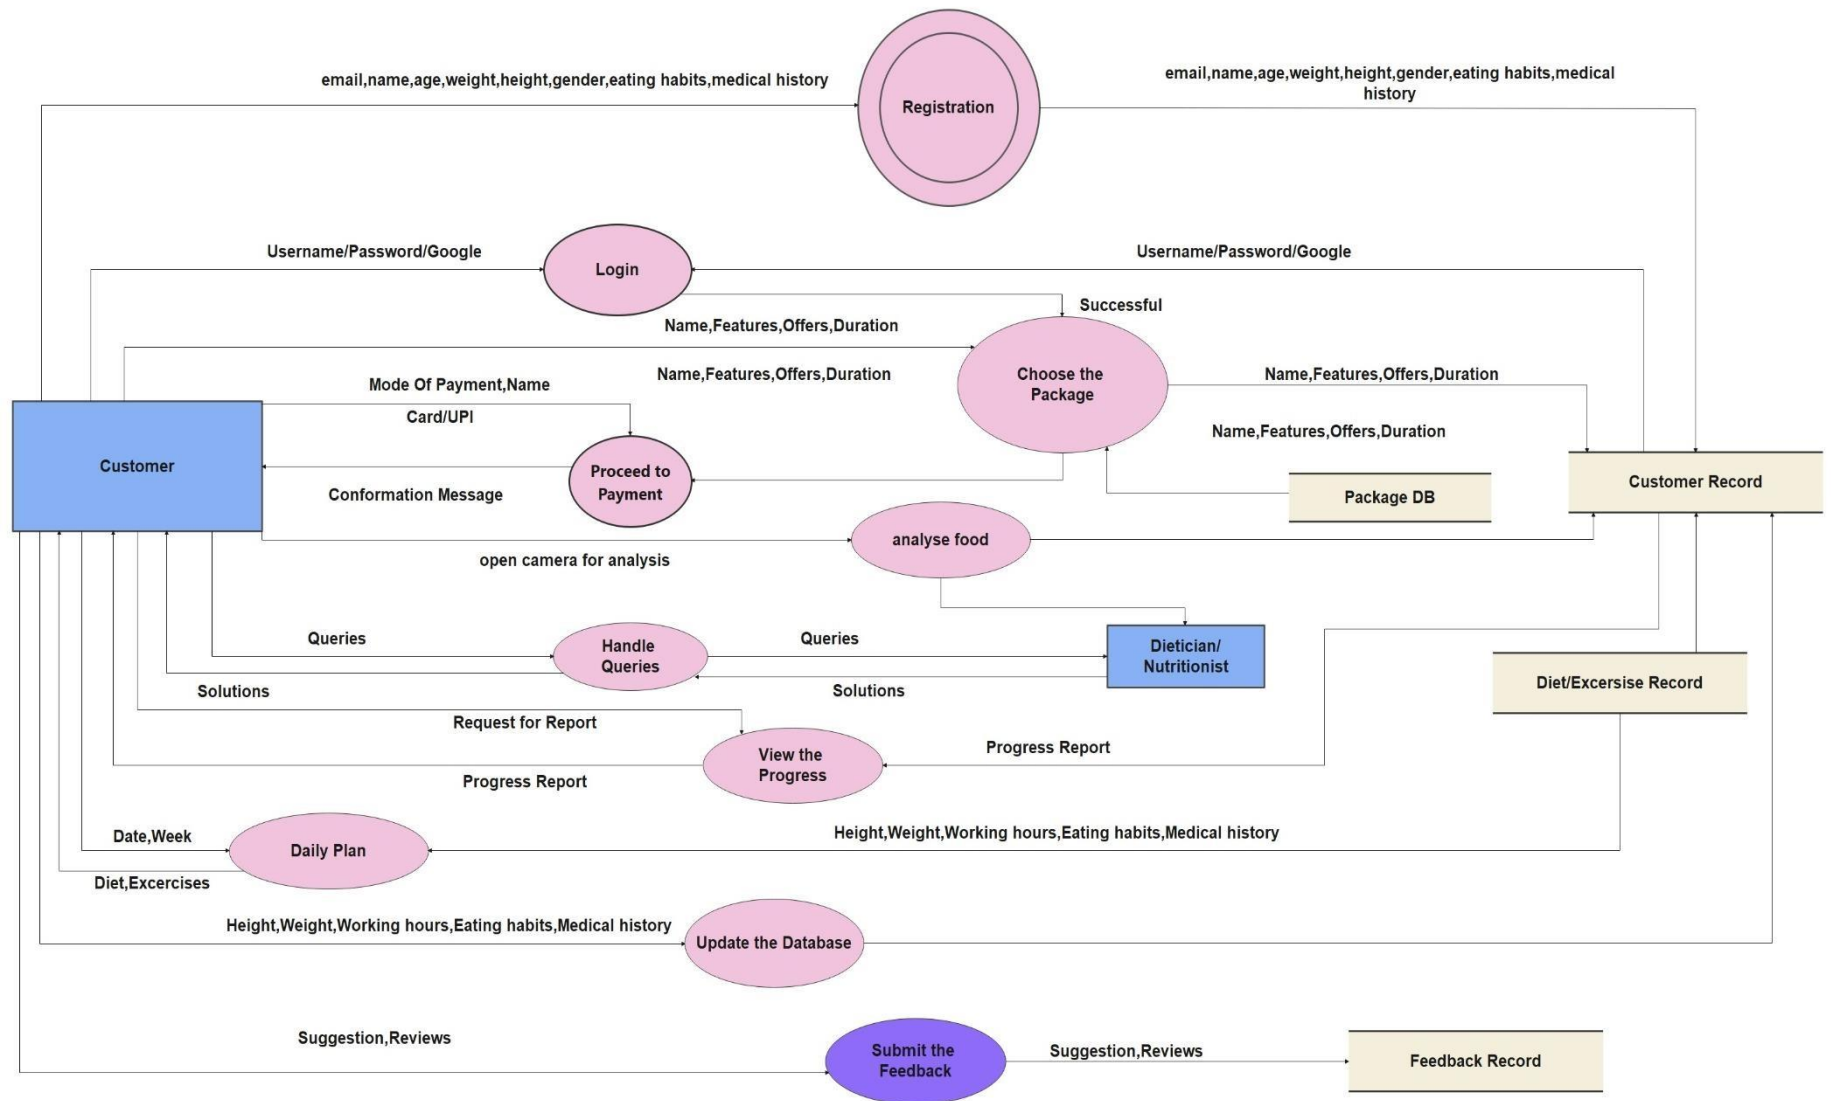 email,name,age,weight,height,gender,eating habits,medical history
email,name,age,weight,height,gender,eating habits,medical
history
Registration
Username/Password/Google
Login
Username/Password/Google
Successful
Name,Features,Offers,Duration
Name,Features,Offers,Duration
Choose the
Package
Name,Features,Offers,Duration
Mode Of Payment,Name
Card/UPI
Name,Features,Offers,Duration
Customer
Proceed to
Payment
Conformation Message
Package DB
Customer Record
analyse food
open camera for analysis
Queries
Handle
Queries
Queries
Dietician/
Nutritionist
Solutions
Solutions
Diet/Excersise Record
Request for Report
View the
Progress
Progress Report
Progress Report
Date,Week
Daily Plan
Height,Weight,Working hours,Eating habits,Medical history
Diet,Excercises
Height,Weight,Working hours,Eating habits,Medical history
Update the Database
Suggestion,Reviews
Submit the
Feedback
Suggestion,Reviews
Feedback Record